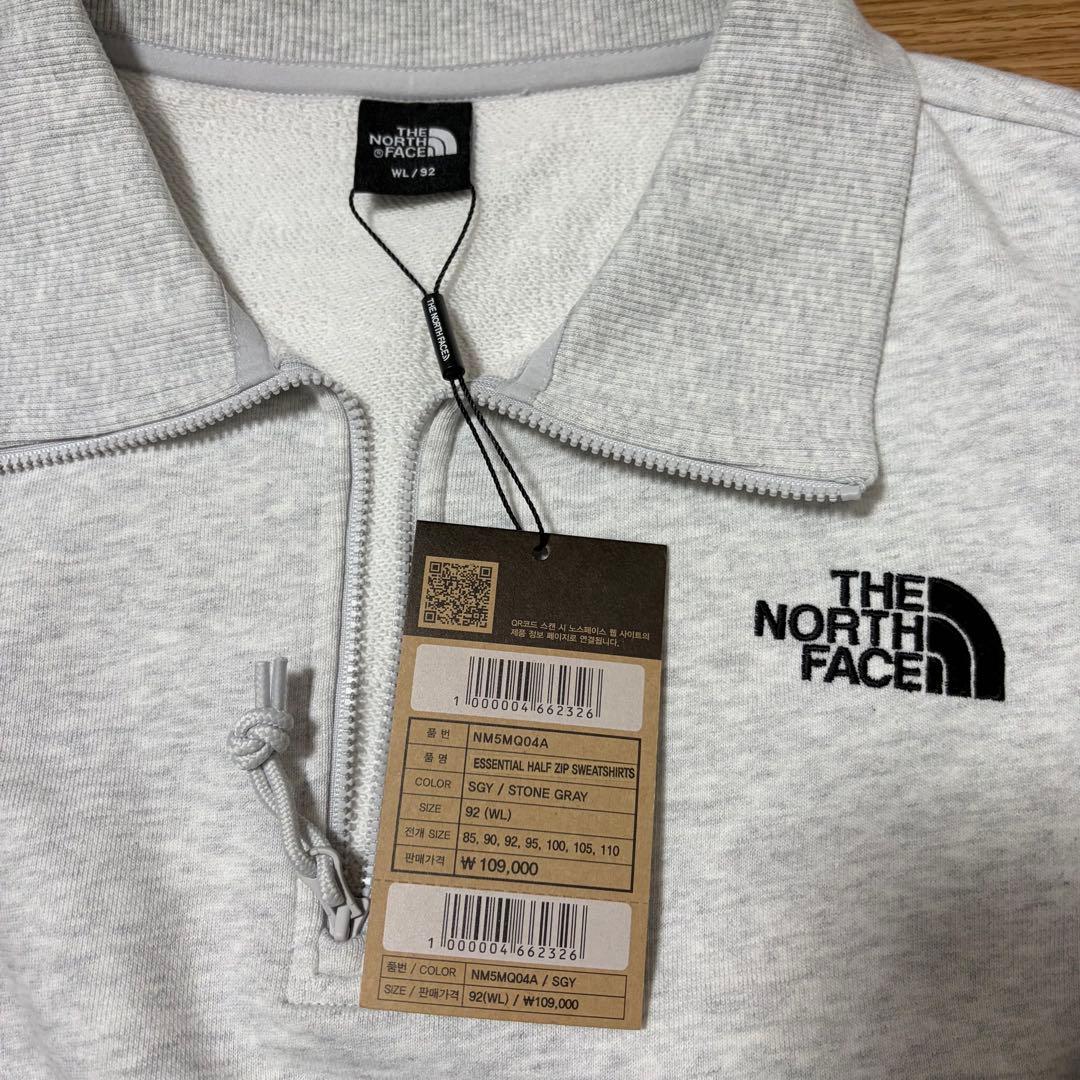 THE
NORTH
®FACE
WL / 92
THE NORTH FACE
QR코드 스캔 시 노스페이스 웹 사이트의
제품 정보 페이지로 연결됩니다.
1 000004 662326
품 번 NM5MQ04A
품 명 ESSENTIAL HALF ZIP SWEATSHIRTS
COLOR SGY / STONE GRAY
SIZE 92 (WL)
전개 SIZE 85, 90, 92, 95, 100, 105, 110
판매가격 ₩ 109,000
1 000004 662326
품번 / COLOR NM5MQ04A / SGY
SIZE / 판매가격 92(WL) / ₩109,000
THE
NORTH
FACE